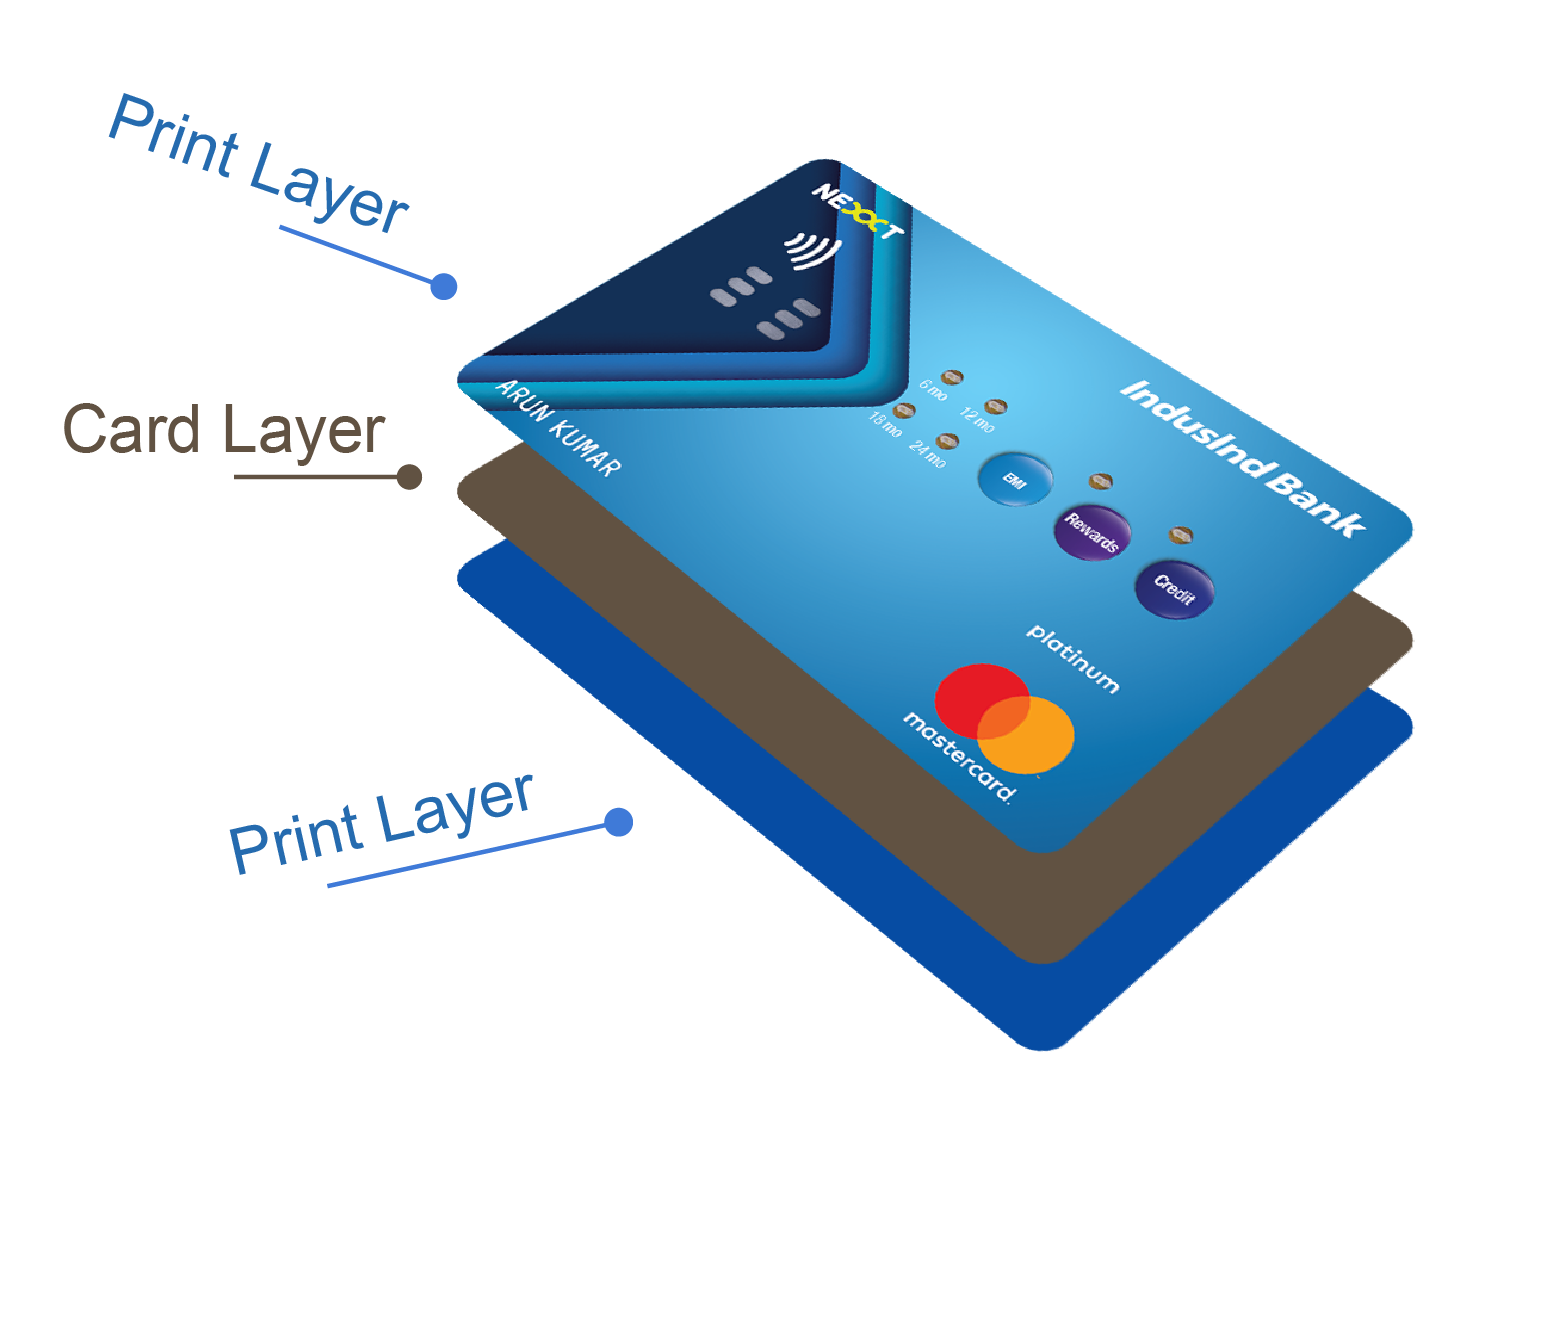 Print Layer
NEXXT
IndusInd Bank
ARUN KUMAR
6 mo
12 mo
18 mo
24 mo
EMI
Rewards
Credit
platinum
mastercard.
Card Layer
Print Layer